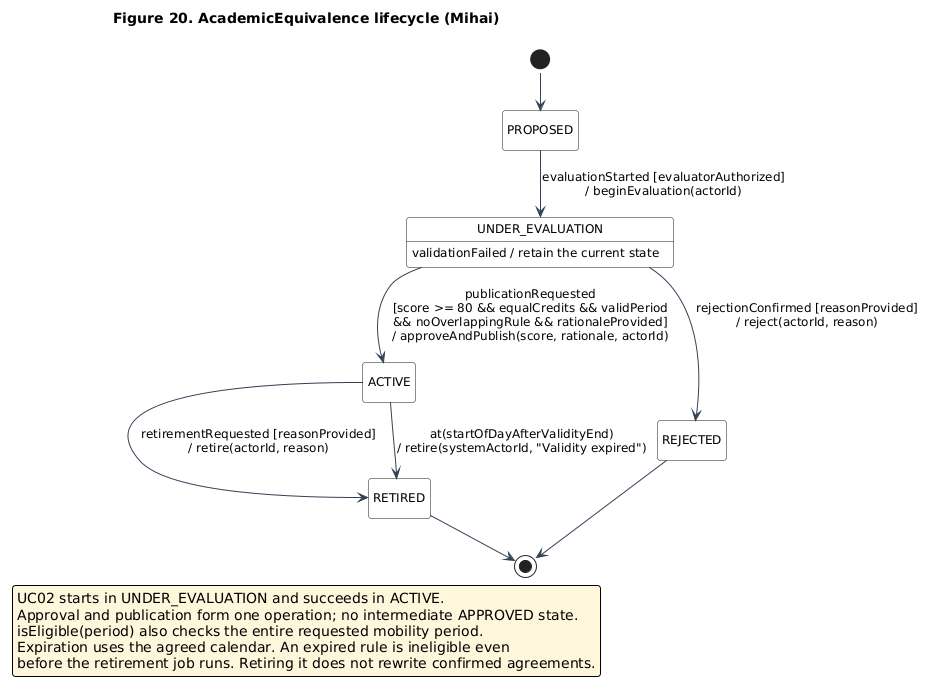 Figure 20. AcademicEquivalence lifecycle (Mihai)
PROPOSED
evaluationStarted [evaluatorAuthorized]
/ beginEvaluation(actorId)
UNDER_EVALUATION
validationFailed / retain the current state
publicationRequested
[score >= 80 && equalCredits && validPeriod
&& noOverlappingRule && rationaleProvided]
/ approveAndPublish(score, rationale, actorId)
rejectionConfirmed [reasonProvided]
/ reject(actorId, reason)
ACTIVE
retirementRequested [reasonProvided]
/ retire(actorId, reason)
at(startOfDayAfterValidityEnd)
/ retire(systemActorId, "Validity expired")
REJECTED
RETIRED
UC02 starts in UNDER_EVALUATION and succeeds in ACTIVE.
Approval and publication form one operation; no intermediate APPROVED state.
isEligible(period) also checks the entire requested mobility period.
Expiration uses the agreed calendar. An expired rule is ineligible even
before the retirement job runs. Retiring it does not rewrite confirmed agreements.